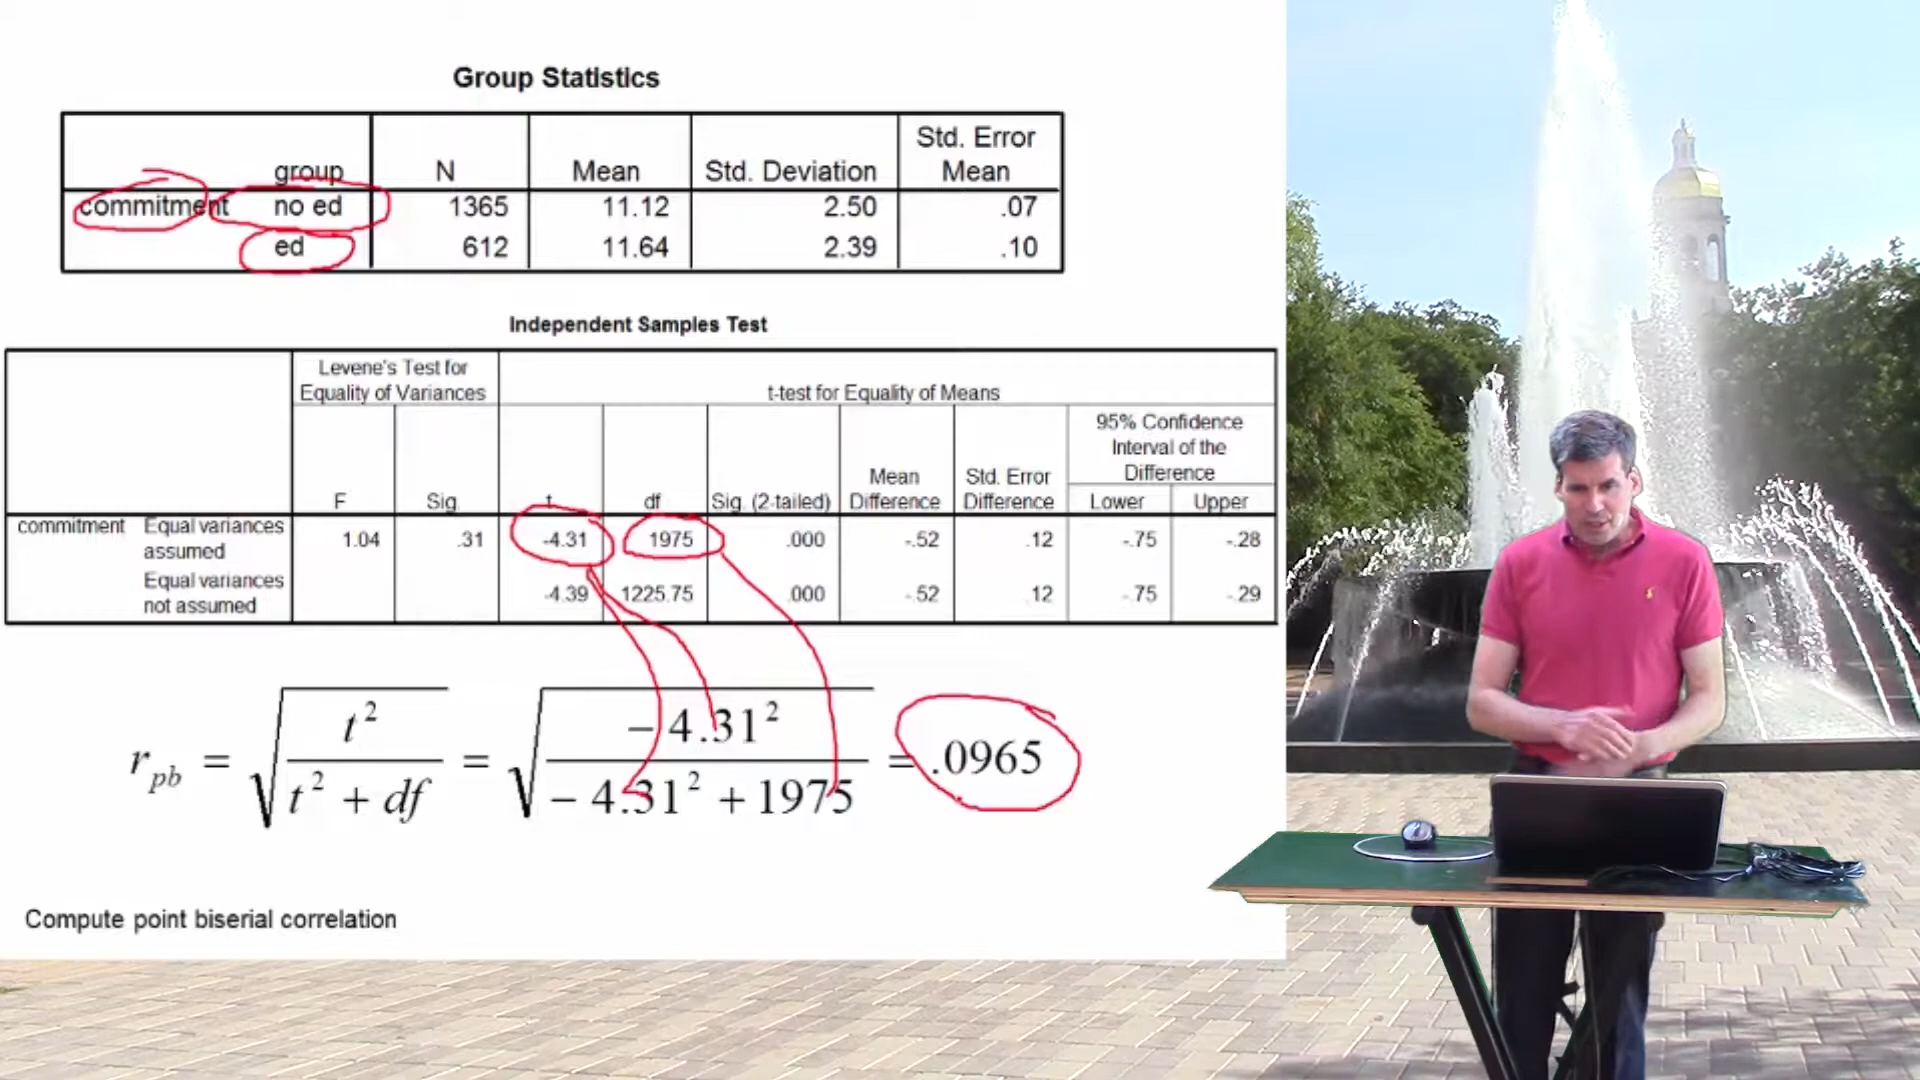 Group Statistics
group N Mean Std. Deviation Std. Error Mean
commitment no ed 1365 11.12 2.50 .07
ed 612 11.64 2.39 .10
Independent Samples Test
Levene's Test for Equality of Variances
t-test for Equality of Means
95% Confidence Interval of the Difference
F Sig. t df Sig. (2-tailed) Mean Difference Std. Error Difference Lower Upper
commitment Equal variances assumed 1.04 .31 -4.31 1975 .000 -.52 .12 -.75 -.28
Equal variances not assumed -4.39 1225.75 .000 -.52 .12 -.75 -.29
r_pb = √(t² / (t² + df)) = √(−4.31² / (−4.31² + 1975)) = .0965
Compute point biserial correlation